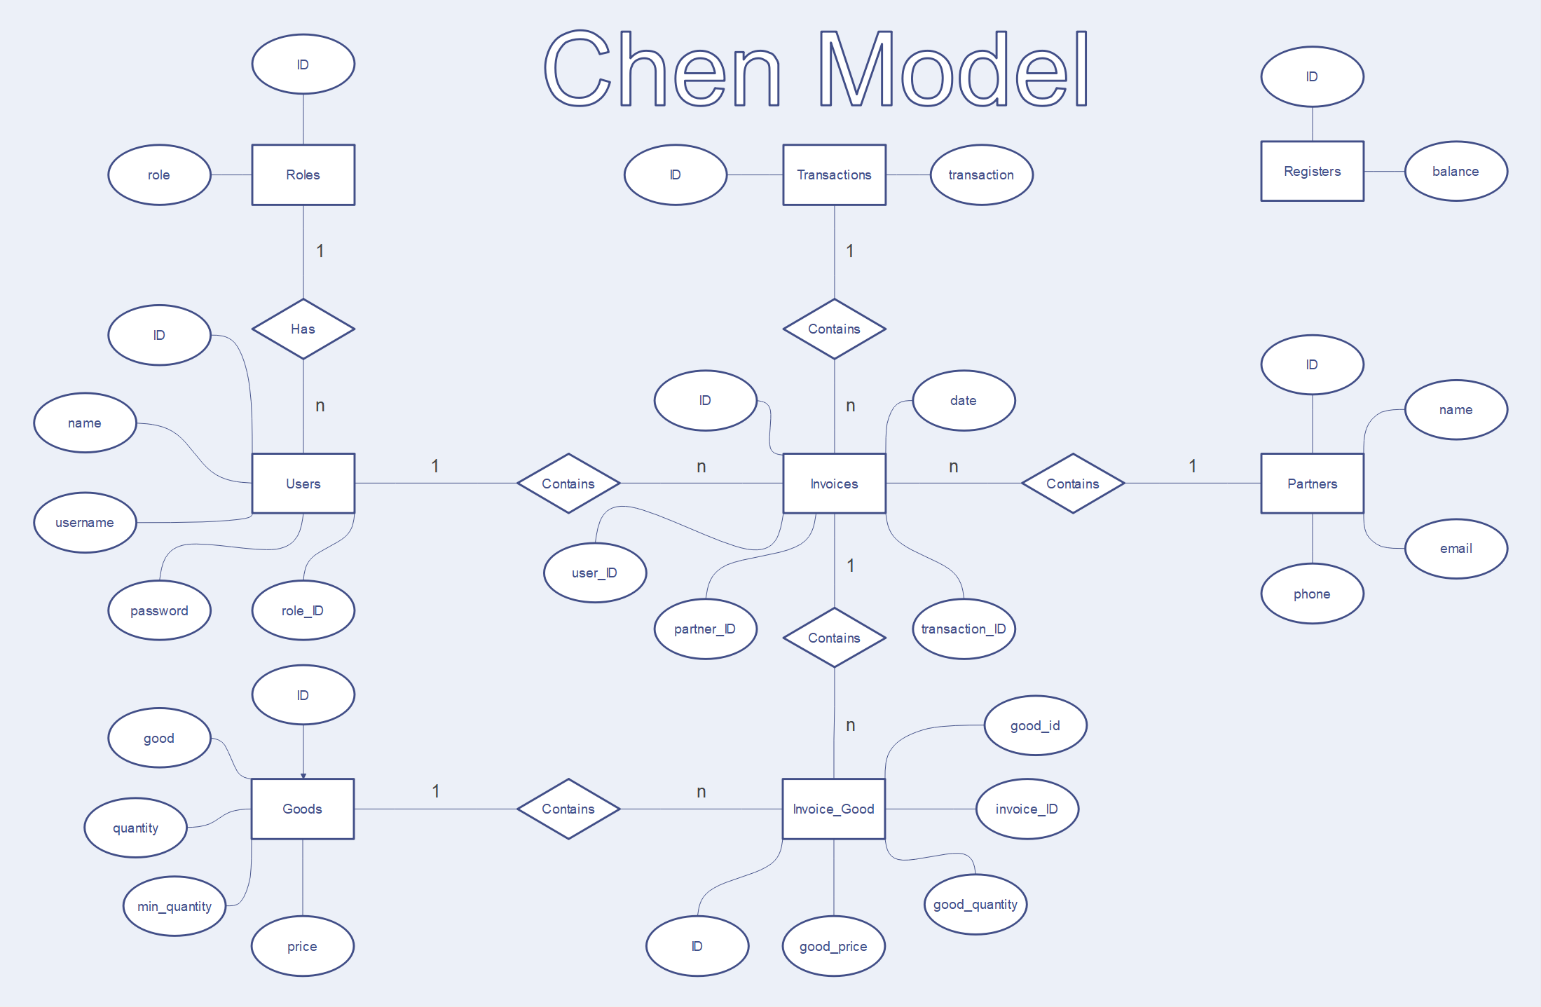 Chen Model
ID
ID
role
Roles
ID
Transactions
transaction
Registers
balance
1
1
Has
Contains
ID
ID
n
n
ID
date
name
name
1
n
n
1
Users
Contains
Invoices
Contains
Partners
username
email
user_ID
1
phone
password
role_ID
partner_ID
transaction_ID
Contains
ID
good
n
good_id
1
n
Goods
Contains
Invoice_Good
invoice_ID
quantity
min_quantity
good_quantity
price
ID
good_price